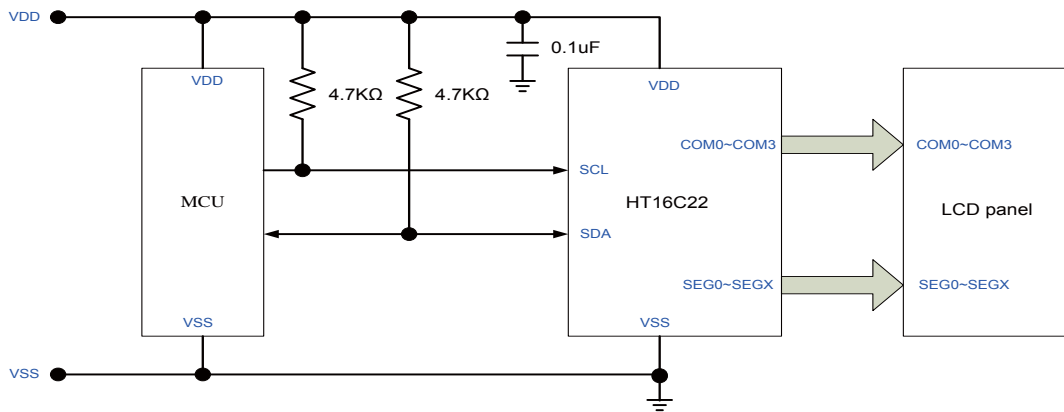 VDD
0.1uF
VDD
4.7KΩ
4.7KΩ
VDD
COM0~COM3
COM0~COM3
SCL
MCU
HT16C22
LCD panel
SDA
SEG0~SEGX
SEG0~SEGX
VSS
VSS
VSS